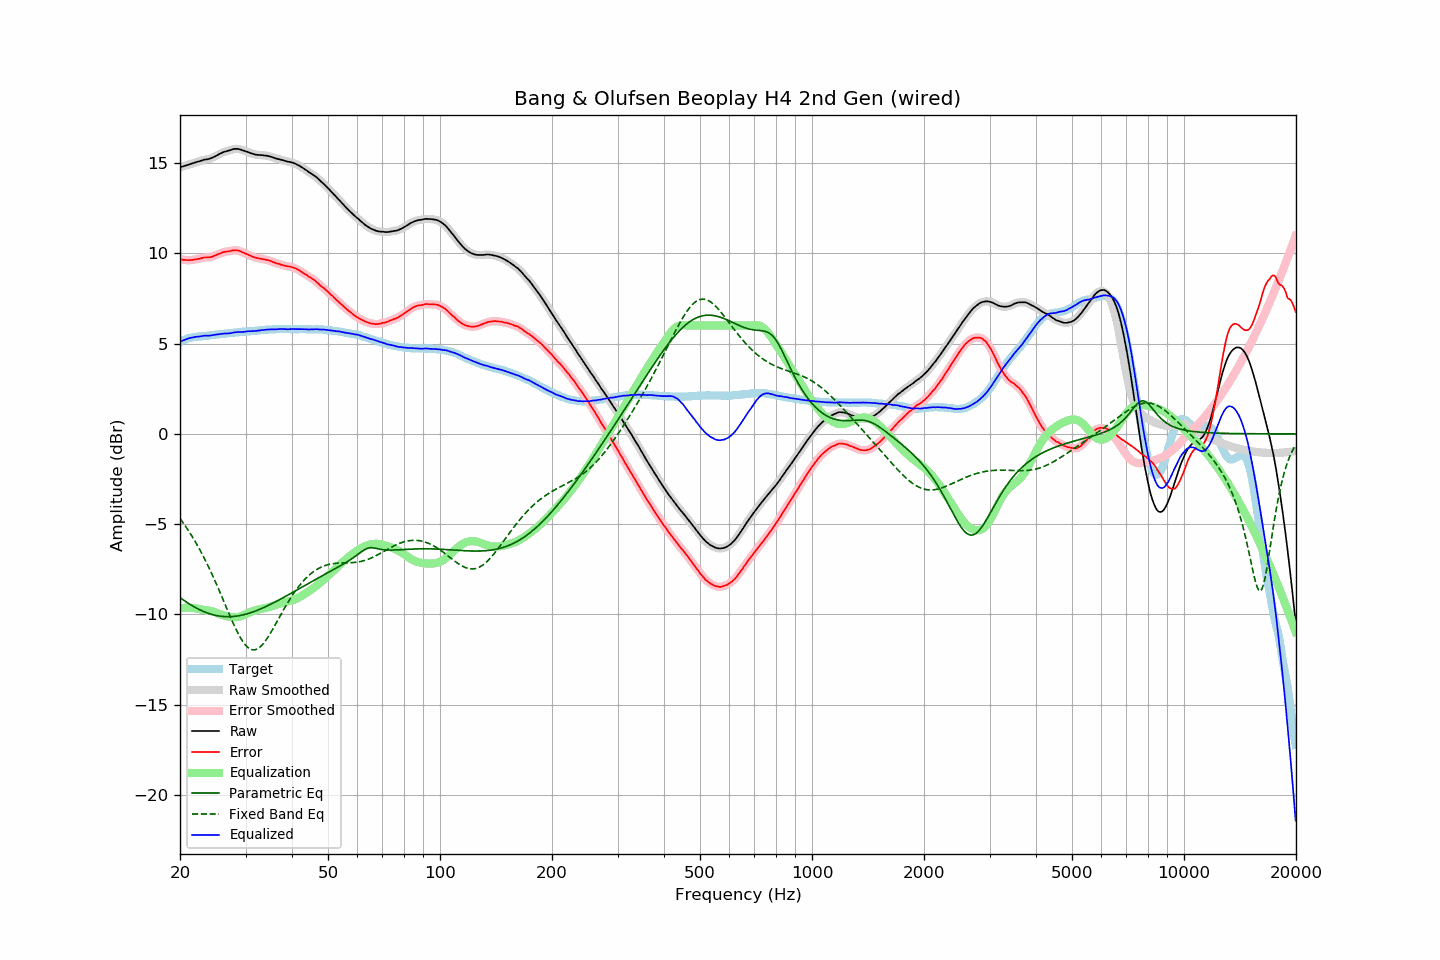 Bang & Olufsen Beoplay H4 2nd Gen (wired)
Amplitude (dBr)
15
10
5
0
−5
−10
−15
−20
Target
Raw Smoothed
Error Smoothed
Raw
Error
Equalization
Parametric Eq
Fixed Band Eq
Equalized
20 50 100 200 500 1000 2000 5000 10000 20000
Frequency (Hz)